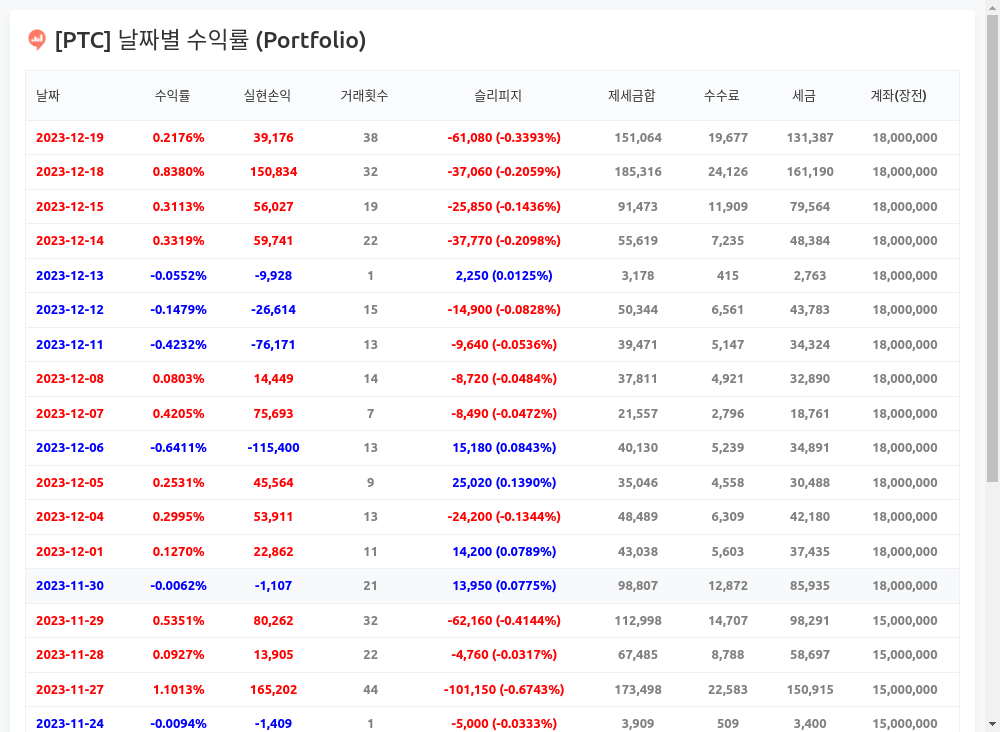 [PTC] 날짜별 수익률 (Portfolio)
날짜 수익률 실현손익 거래횟수 슬리피지 제세금합 수수료 세금 계좌(장전)
2023-12-19 0.2176% 39,176 38 -61,080 (-0.3393%) 151,064 19,677 131,387 18,000,000
2023-12-18 0.8380% 150,834 32 -37,060 (-0.2059%) 185,316 24,126 161,190 18,000,000
2023-12-15 0.3113% 56,027 19 -25,850 (-0.1436%) 91,473 11,909 79,564 18,000,000
2023-12-14 0.3319% 59,741 22 -37,770 (-0.2098%) 55,619 7,235 48,384 18,000,000
2023-12-13 -0.0552% -9,928 1 2,250 (0.0125%) 3,178 415 2,763 18,000,000
2023-12-12 -0.1479% -26,614 15 -14,900 (-0.0828%) 50,344 6,561 43,783 18,000,000
2023-12-11 -0.4232% -76,171 13 -9,640 (-0.0536%) 39,471 5,147 34,324 18,000,000
2023-12-08 0.0803% 14,449 14 -8,720 (-0.0484%) 37,811 4,921 32,890 18,000,000
2023-12-07 0.4205% 75,693 7 -8,490 (-0.0472%) 21,557 2,796 18,761 18,000,000
2023-12-06 -0.6411% -115,400 13 15,180 (0.0843%) 40,130 5,239 34,891 18,000,000
2023-12-05 0.2531% 45,564 9 25,020 (0.1390%) 35,046 4,558 30,488 18,000,000
2023-12-04 0.2995% 53,911 13 -24,200 (-0.1344%) 48,489 6,309 42,180 18,000,000
2023-12-01 0.1270% 22,862 11 14,200 (0.0789%) 43,038 5,603 37,435 18,000,000
2023-11-30 -0.0062% -1,107 21 13,950 (0.0775%) 98,807 12,872 85,935 18,000,000
2023-11-29 0.5351% 80,262 32 -62,160 (-0.4144%) 112,998 14,707 98,291 15,000,000
2023-11-28 0.0927% 13,905 22 -4,760 (-0.0317%) 67,485 8,788 58,697 15,000,000
2023-11-27 1.1013% 165,202 44 -101,150 (-0.6743%) 173,498 22,583 150,915 15,000,000
2023-11-24 -0.0094% -1,409 1 -5,000 (-0.0333%) 3,909 509 3,400 15,000,000